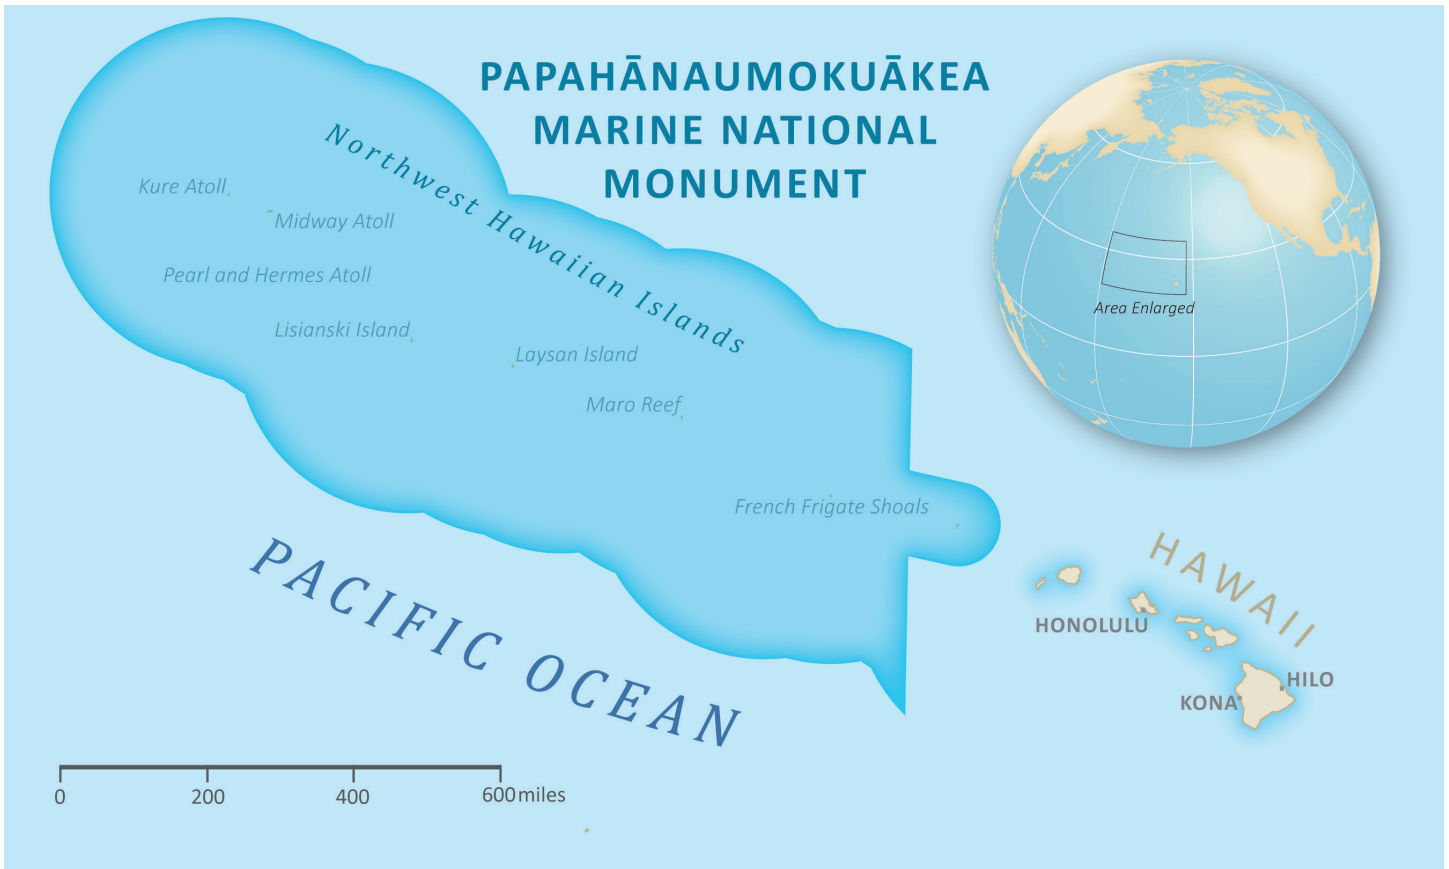 PAPAHĀNAUMOKUĀKEA
MARINE NATIONAL
MONUMENT
Northwest Hawaiian Islands
Kure Atoll
Midway Atoll
Pearl and Hermes Atoll
Lisianski Island
Laysan Island
Maro Reef
French Frigate Shoals
Area Enlarged
PACIFIC OCEAN
HAWAII
HONOLULU
HILO
KONA
0 200 400 600 miles